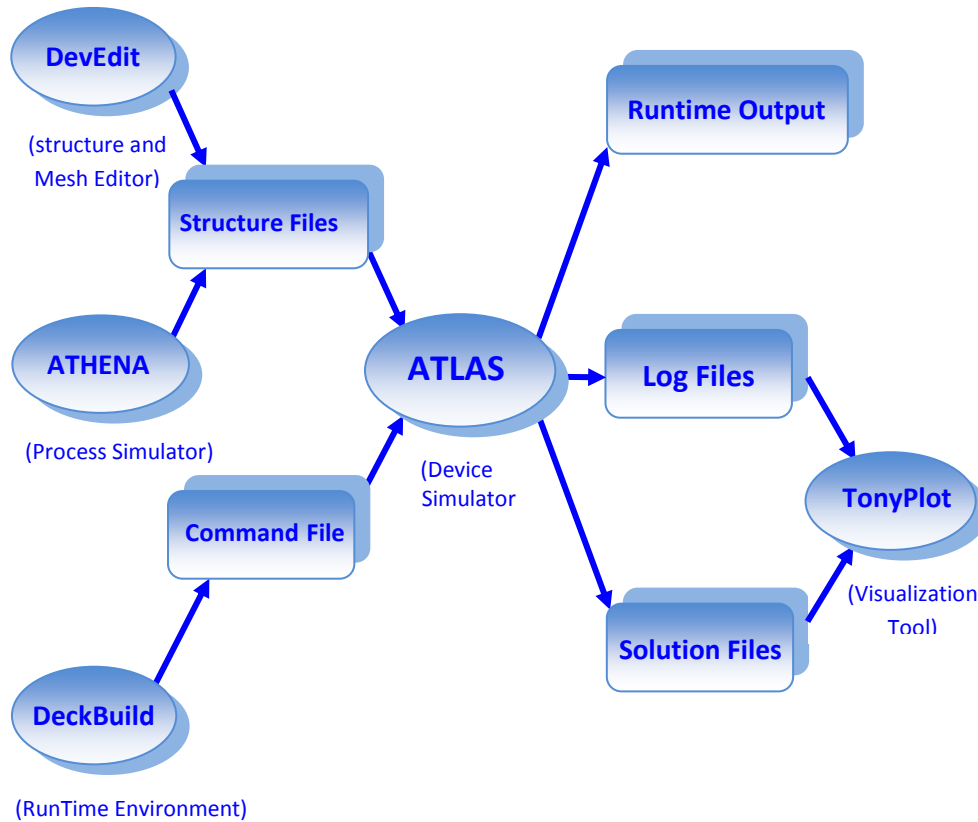 DevEdit
(structure and
Mesh Editor)
Structure Files
ATHENA
(Process Simulator)
Command File
DeckBuild
(RunTime Environment)
ATLAS
(Device
Simulator
Runtime Output
Log Files
Solution Files
TonyPlot
(Visualization
Tool)